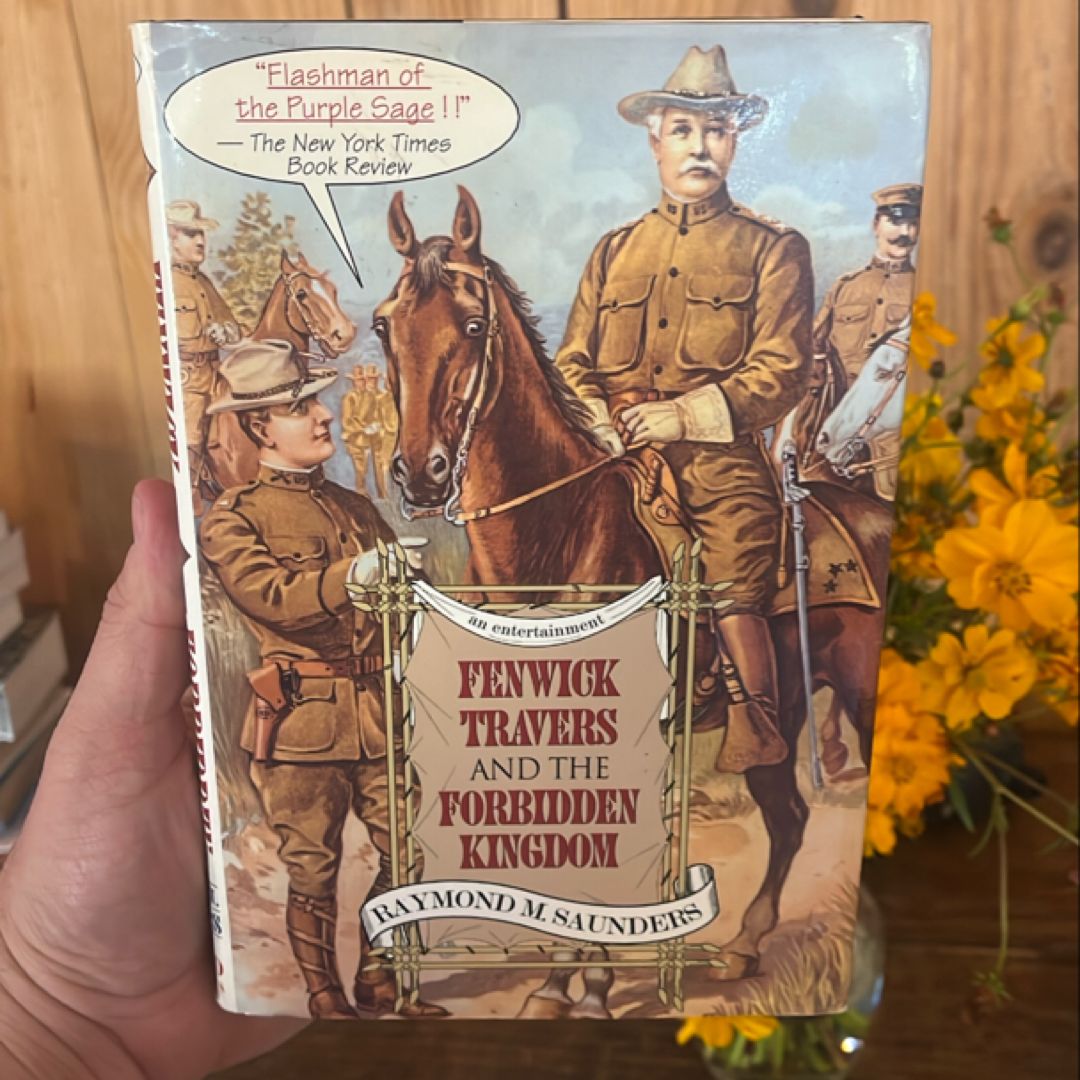 “Flashman of
the Purple Sage!!”
— The New York Times
Book Review
an entertainment
FENWICK
TRAVERS
AND THE
FORBIDDEN
KINGDOM
RAYMOND M. SAUNDERS